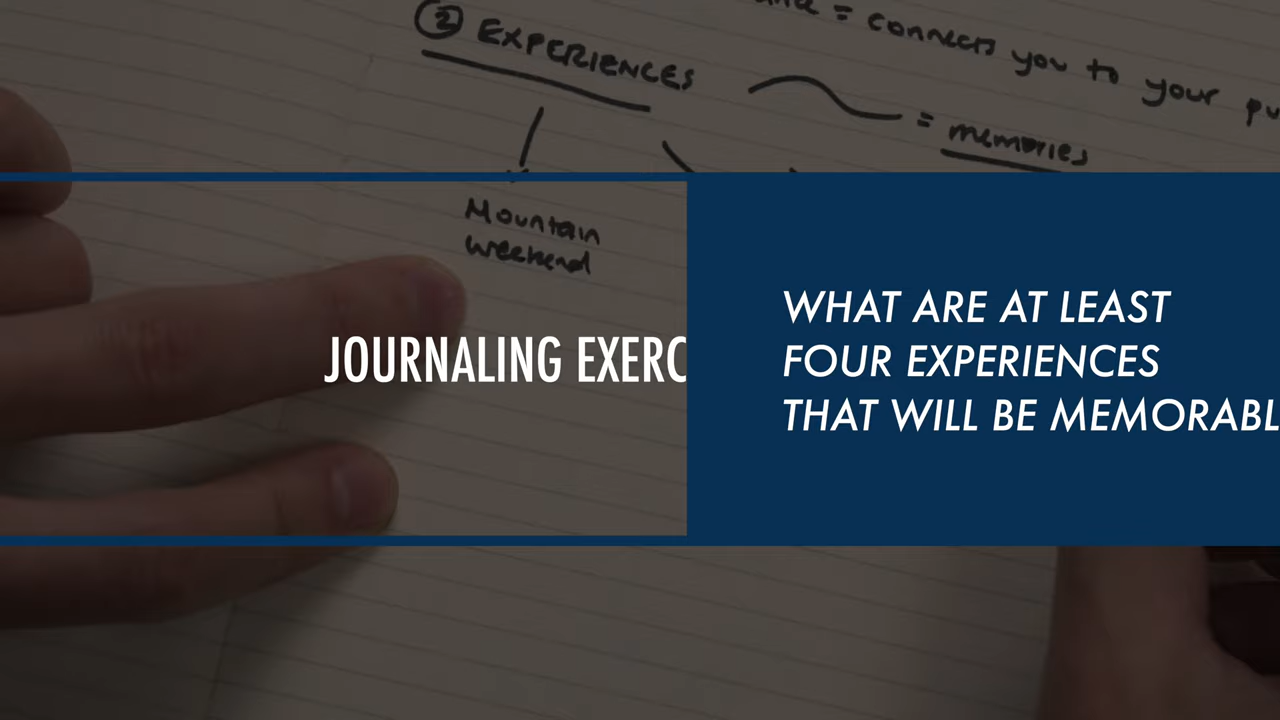 = connects you to your
② EXPERIENCES
= memories
Mountain
weekend
JOURNALING EXERC
WHAT ARE AT LEAST
FOUR EXPERIENCES
THAT WILL BE MEMORABL